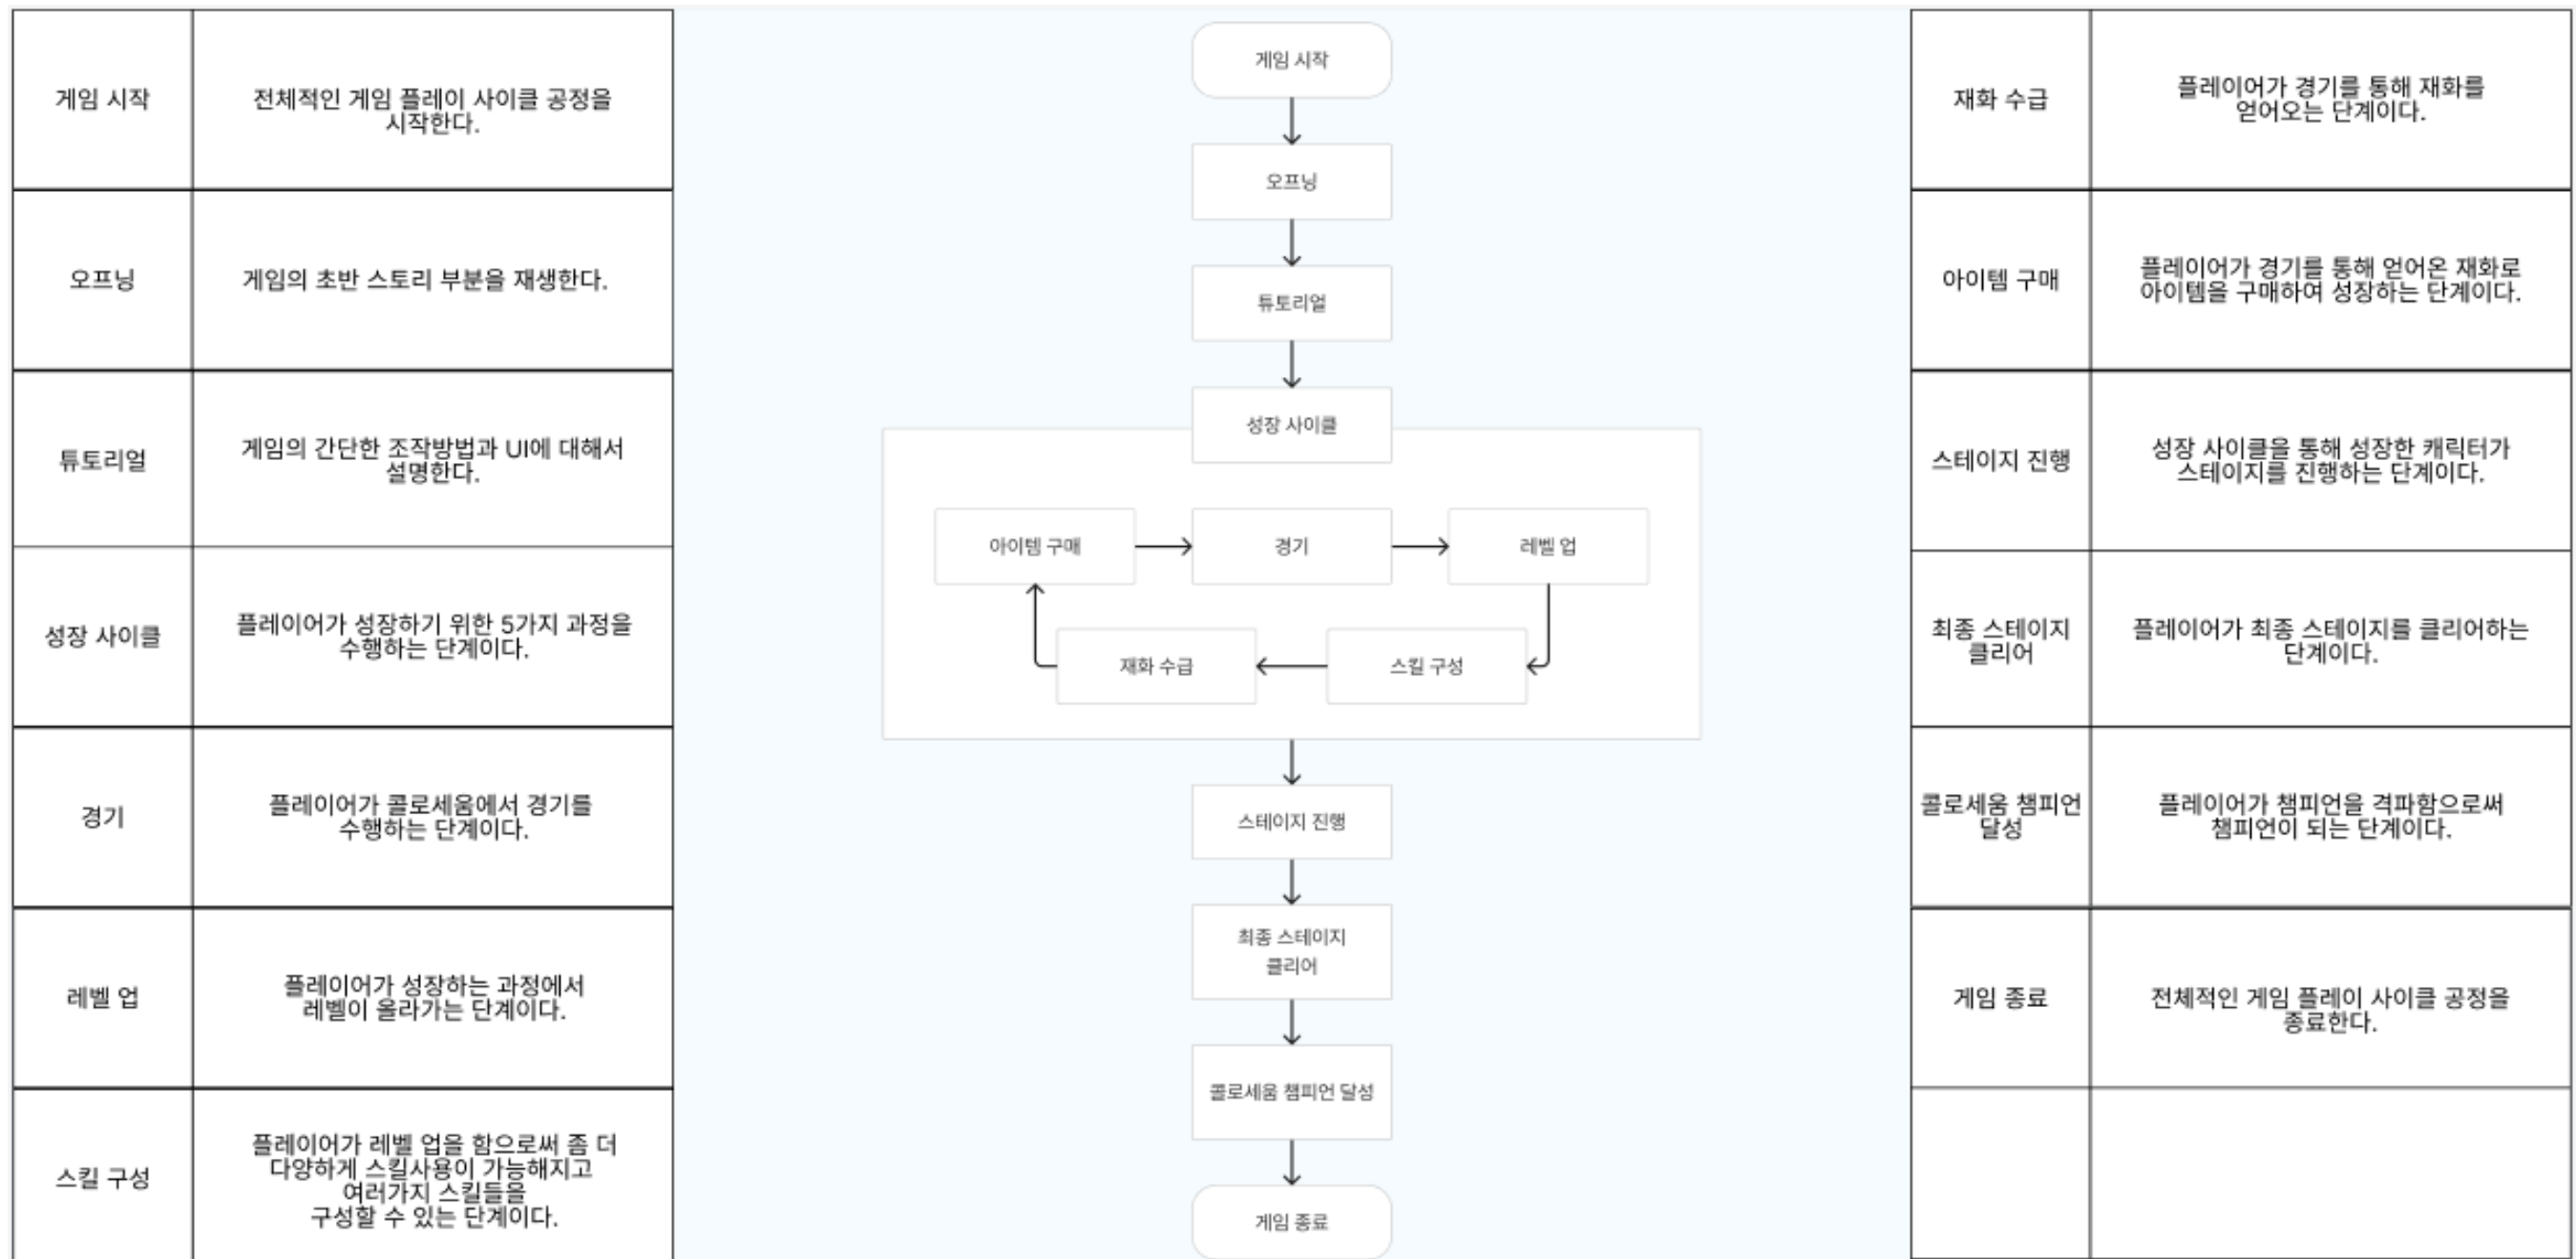 게임 시작
전체적인 게임 플레이 사이클 공정을
시작한다.
오프닝
게임의 초반 스토리 부분을 재생한다.
튜토리얼
게임의 간단한 조작방법과 UI에 대해서
설명한다.
성장 사이클
플레이어가 성장하기 위한 5가지 과정을
수행하는 단계이다.
경기
플레이어가 콜로세움에서 경기를
수행하는 단계이다.
레벨 업
플레이어가 성장하는 과정에서
레벨이 올라가는 단계이다.
스킬 구성
플레이어가 레벨 업을 함으로써 좀 더
다양하게 스킬사용이 가능해지고
여러가지 스킬들을
구성할 수 있는 단계이다.
게임 시작
오프닝
튜토리얼
성장 사이클
아이템 구매
경기
레벨 업
재화 수급
스킬 구성
스테이지 진행
최종 스테이지
클리어
콜로세움 챔피언 달성
게임 종료
재화 수급
플레이어가 경기를 통해 재화를
얻어오는 단계이다.
아이템 구매
플레이어가 경기를 통해 얻어온 재화로
아이템을 구매하여 성장하는 단계이다.
스테이지 진행
성장 사이클을 통해 성장한 캐릭터가
스테이지를 진행하는 단계이다.
최종 스테이지
클리어
플레이어가 최종 스테이지를 클리어하는
단계이다.
콜로세움 챔피언
달성
플레이어가 챔피언을 격파함으로써
챔피언이 되는 단계이다.
게임 종료
전체적인 게임 플레이 사이클 공정을
종료한다.